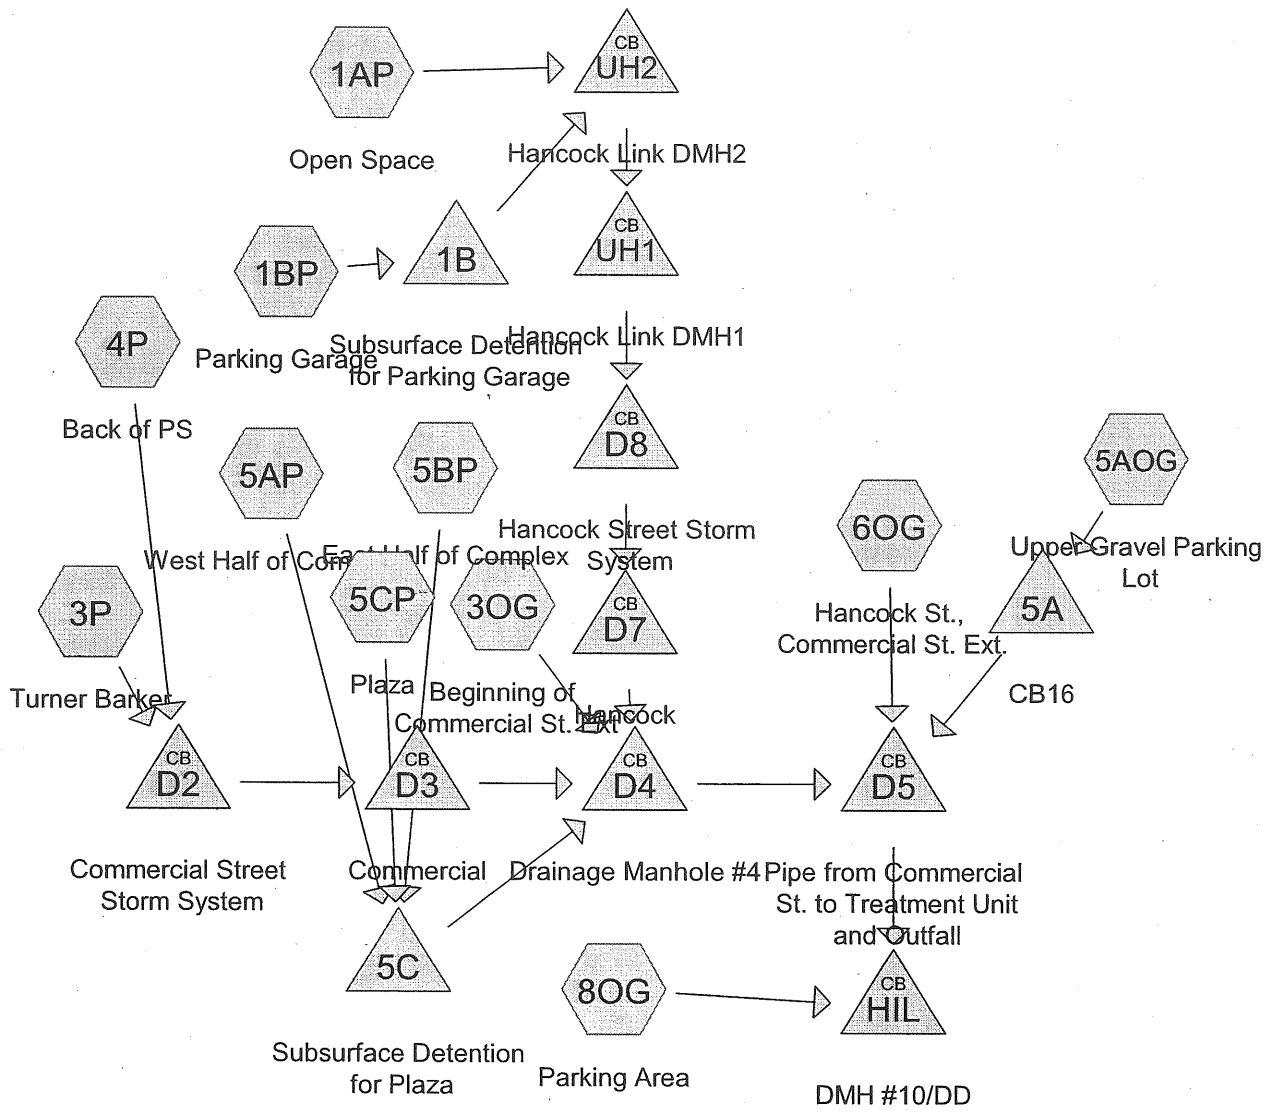 CB
UH2
1AP
Open Space
Hancock Link DMH2
CB
UH1
1B
1BP
Hancock Link DMH1
Subsurface Detention
for Parking Garage
Parking Garage
4P
Back of PS
CB
D8
5AP
5BP
5AOG
6OG
Hancock Street Storm
System
Upper Gravel Parking
Lot
West Half of Com
East Half of Complex
5CP
3OG
CB
D7
3P
5A
Hancock St.,
Commercial St. Ext.
Turner Barker
Plaza
Beginning of
Commercial St. Ext
Hancock
CB16
CB
D2
CB
D3
CB
D4
CB
D5
Commercial Street
Storm System
Commercial
Drainage Manhole #4
Pipe from Commercial
St. to Treatment Unit
and Outfall
5C
8OG
CB
HIL
Subsurface Detention
for Plaza
Parking Area
DMH #10/DD